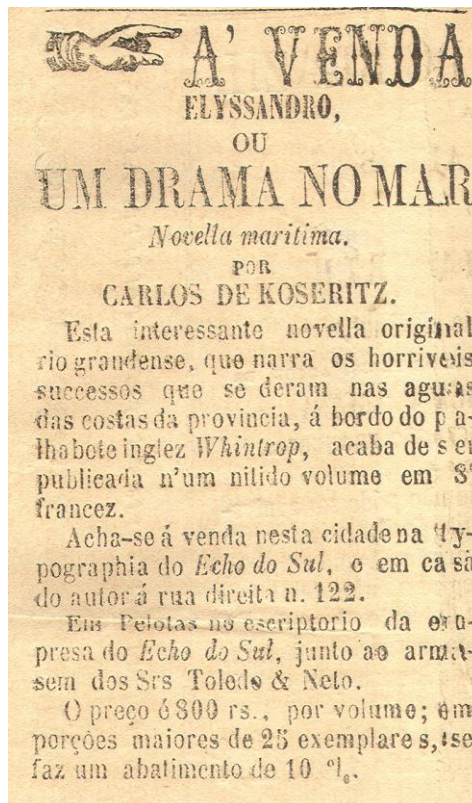 A' VENDA
ELYSSANDRO,
OU
UM DRAMA NO MAR
Novella maritima.
POR
CARLOS DE KOSERITZ.
Esta interessante novella original
rio grandense, que narra os horriveis
successos que se deram nas aguas
das costas da provincia, á bordo do pa-
lhabote inglez Whintrop, acaba de ser
publicada n'um nitido volume em 8º
francez.
Acha-se á venda nesta cidade na ty-
pographia do Echo do Sul, e em casa
do autor á rua direita n. 122.
Em Pelotas no escriptorio da em-
presa do Echo do Sul, junto ao arma-
sem dos Srs Toledo & Neto.
O preço é 800 rs., por volume; em
porções maiores de 25 exemplares, se
faz um abatimento de 10 %.